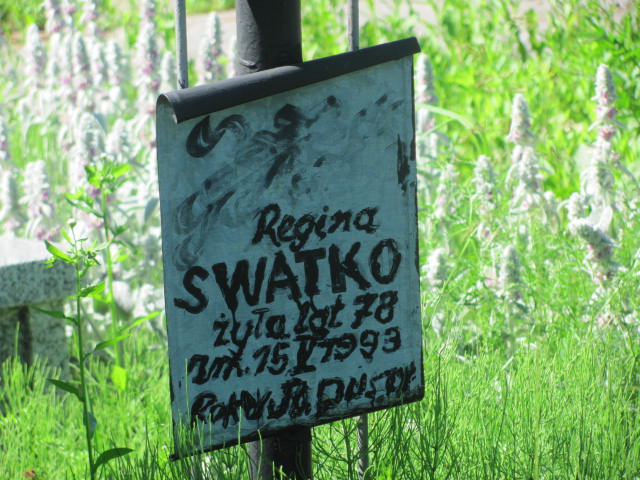 Regina
SWATKO
żyła lat 78
zm. 15 V 1993